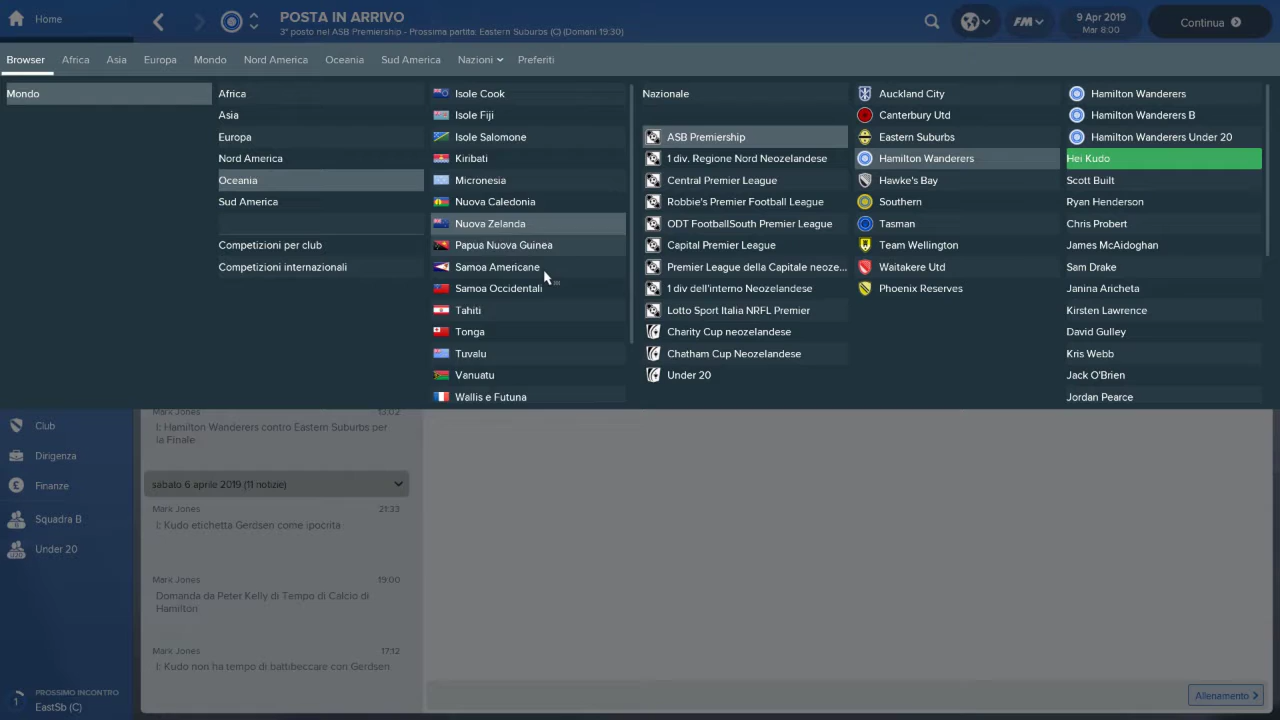 Home
POSTA IN ARRIVO
3° posto nel ASB Premiership - Prossima partita: Eastern Suburbs (C) (Domani 19:30)
FM
9 Apr 2019
Mar 8:00
Continua
Browser
Africa
Asia
Europa
Mondo
Nord America
Oceania
Sud America
Nazioni
Preferiti
Mondo
Africa
Asia
Europa
Nord America
Oceania
Sud America
Competizioni per club
Competizioni internazionali
Isole Cook
Isole Fiji
Isole Salomone
Kiribati
Micronesia
Nuova Caledonia
Nuova Zelanda
Papua Nuova Guinea
Samoa Americane
Samoa Occidentali
Tahiti
Tonga
Tuvalu
Vanuatu
Wallis e Futuna
Nazionale
ASB Premiership
1 div. Regione Nord Neozelandese
Central Premier League
Robbie's Premier Football League
ODT FootballSouth Premier League
Capital Premier League
Premier League della Capitale neoze...
1 div dell'interno Neozelandese
Lotto Sport Italia NRFL Premier
Charity Cup neozelandese
Chatham Cup Neozelandese
Under 20
Auckland City
Canterbury Utd
Eastern Suburbs
Hamilton Wanderers
Hawke's Bay
Southern
Tasman
Team Wellington
Waitakere Utd
Phoenix Reserves
Hamilton Wanderers
Hamilton Wanderers B
Hamilton Wanderers Under 20
Hei Kudo
Scott Built
Ryan Henderson
Chris Probert
James McAidoghan
Sam Drake
Janina Aricheta
Kirsten Lawrence
David Gulley
Kris Webb
Jack O'Brien
Jordan Pearce
Club
Dirigenza
Finanze
Squadra B
Under 20
PROSSIMO INCONTRO
1
EastSb (C)
Mark Jones 13:02
I: Hamilton Wanderers contro Eastern Suburbs per
la Finale
sabato 6 aprile 2019 (11 notizie)
Mark Jones 21:33
I: Kudo etichetta Gerdsen come ipocrita
Mark Jones 19:00
Domanda da Peter Kelly di Tempo di Calcio di
Hamilton
Mark Jones 17:12
I: Kudo non ha tempo di battibeccare con Gerdsen
Allenamento